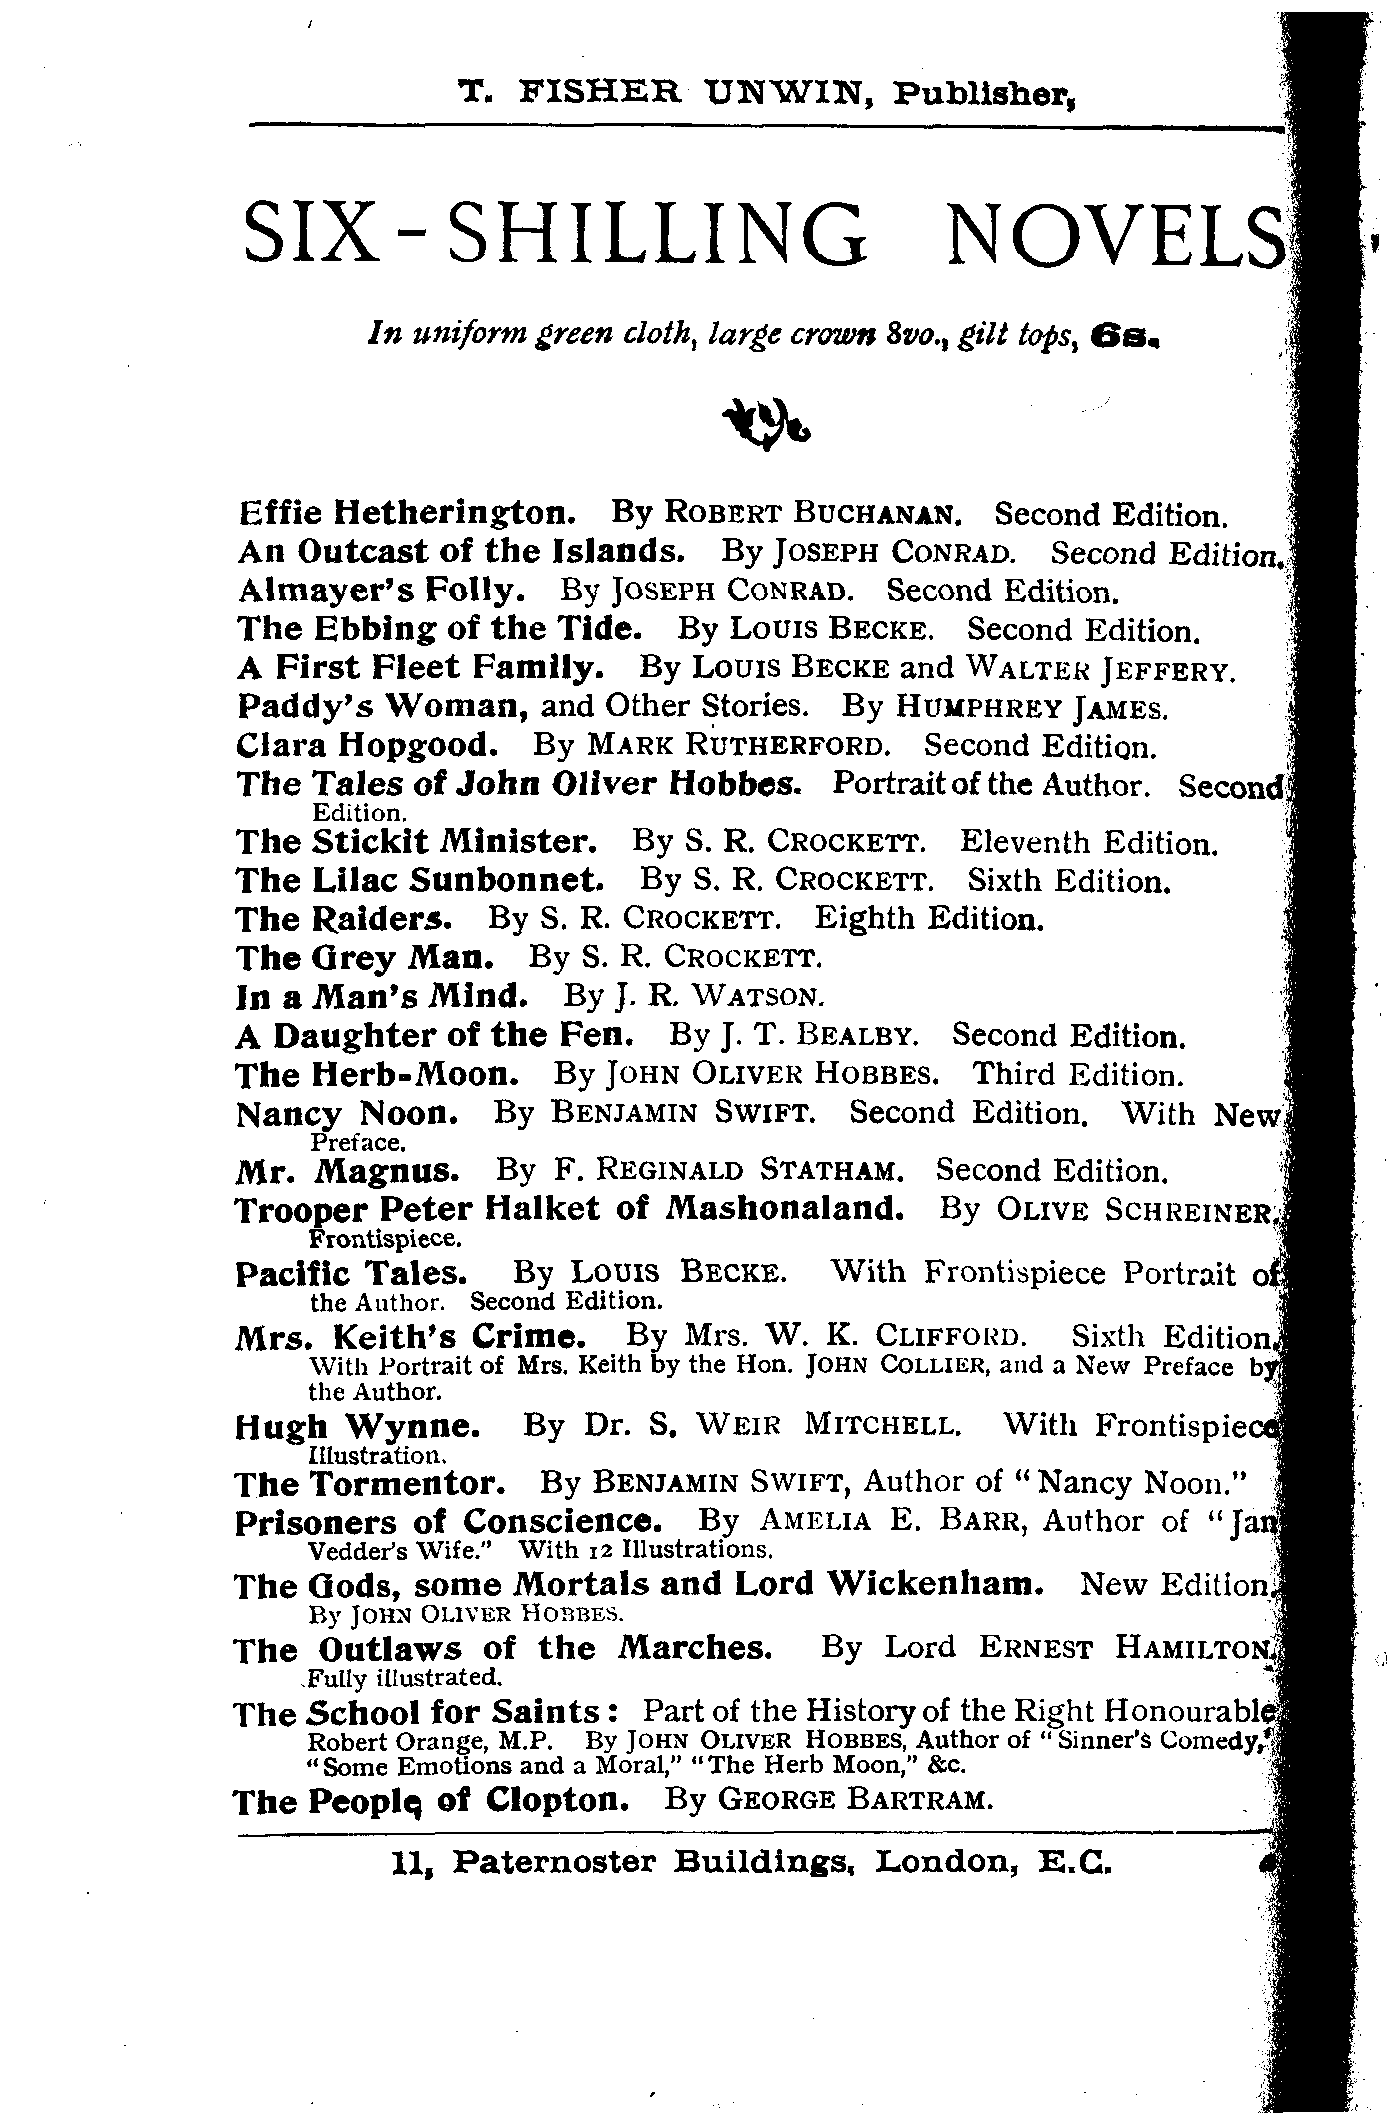 T. FISHER UNWIN, Publisher,
SIX-SHILLING NOVELS
In uniform green cloth, large crown 8vo., gilt tops, 6s.
Effie Hetherington. By ROBERT BUCHANAN. Second Edition.
An Outcast of the Islands. By JOSEPH CONRAD. Second Edition.
Almayer's Folly. By JOSEPH CONRAD. Second Edition.
The Ebbing of the Tide. By LOUIS BECKE. Second Edition.
A First Fleet Family. By LOUIS BECKE and WALTER JEFFERY.
Paddy's Woman, and Other Stories. By HUMPHREY JAMES.
Clara Hopgood. By MARK RUTHERFORD. Second Edition.
The Tales of John Oliver Hobbes. Portrait of the Author. Second
Edition.
The Stickit Minister. By S. R. CROCKETT. Eleventh Edition.
The Lilac Sunbonnet. By S. R. CROCKETT. Sixth Edition.
The Raiders. By S. R. CROCKETT. Eighth Edition.
The Grey Man. By S. R. CROCKETT.
In a Man's Mind. By J. R. WATSON.
A Daughter of the Fen. By J. T. BEALBY. Second Edition.
The Herb-Moon. By JOHN OLIVER HOBBES. Third Edition.
Nancy Noon. By BENJAMIN SWIFT. Second Edition. With New
Preface.
Mr. Magnus. By F. REGINALD STATHAM. Second Edition.
Trooper Peter Halket of Mashonaland. By OLIVE SCHREINER.
Frontispiece.
Pacific Tales. By LOUIS BECKE. With Frontispiece Portrait of
the Author. Second Edition.
Mrs. Keith's Crime. By Mrs. W. K. CLIFFORD. Sixth Edition.
With Portrait of Mrs. Keith by the Hon. JOHN COLLIER, and a New Preface by
the Author.
Hugh Wynne. By Dr. S. WEIR MITCHELL. With Frontispiece
Illustration.
The Tormentor. By BENJAMIN SWIFT, Author of "Nancy Noon."
Prisoners of Conscience. By AMELIA E. BARR, Author of "Jan
Vedder's Wife." With 12 Illustrations.
The Gods, some Mortals and Lord Wickenham. New Edition.
By JOHN OLIVER HOBBES.
The Outlaws of the Marches. By Lord ERNEST HAMILTON.
Fully illustrated.
The School for Saints: Part of the History of the Right Honourable
Robert Orange, M.P. By JOHN OLIVER HOBBES, Author of "Sinner's Comedy,"
"Some Emotions and a Moral," "The Herb Moon," &c.
The People of Clopton. By GEORGE BARTRAM.
11, Paternoster Buildings, London, E.C.